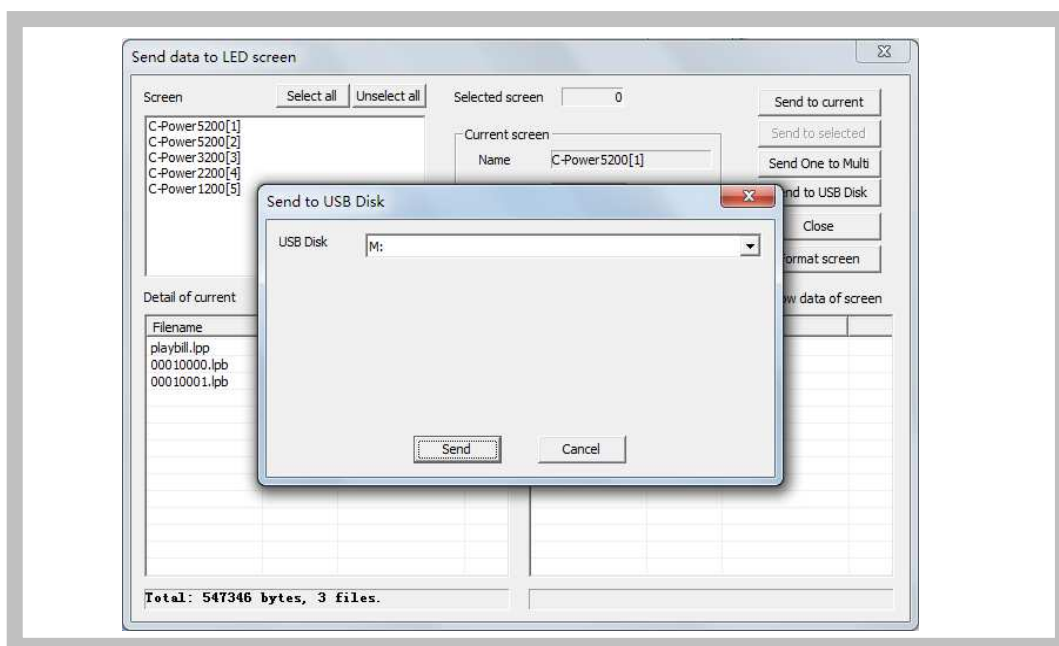 Send data to LED screen
Screen
Select all
Unselect all
Selected screen
0
Send to current
C-Power5200[1]
C-Power5200[2]
C-Power3200[3]
C-Power2200[4]
C-Power1200[5]
Current screen
Name
C-Power5200[1]
Send to selected
Send One to Multi
nd to USB Disk
Close
ormat screen
Send to USB Disk
USB Disk
M:
Send
Cancel
Detail of current
ow data of screen
Filename
playbill.lpp
00010000.lpb
00010001.lpb
Total: 547346 bytes, 3 files.